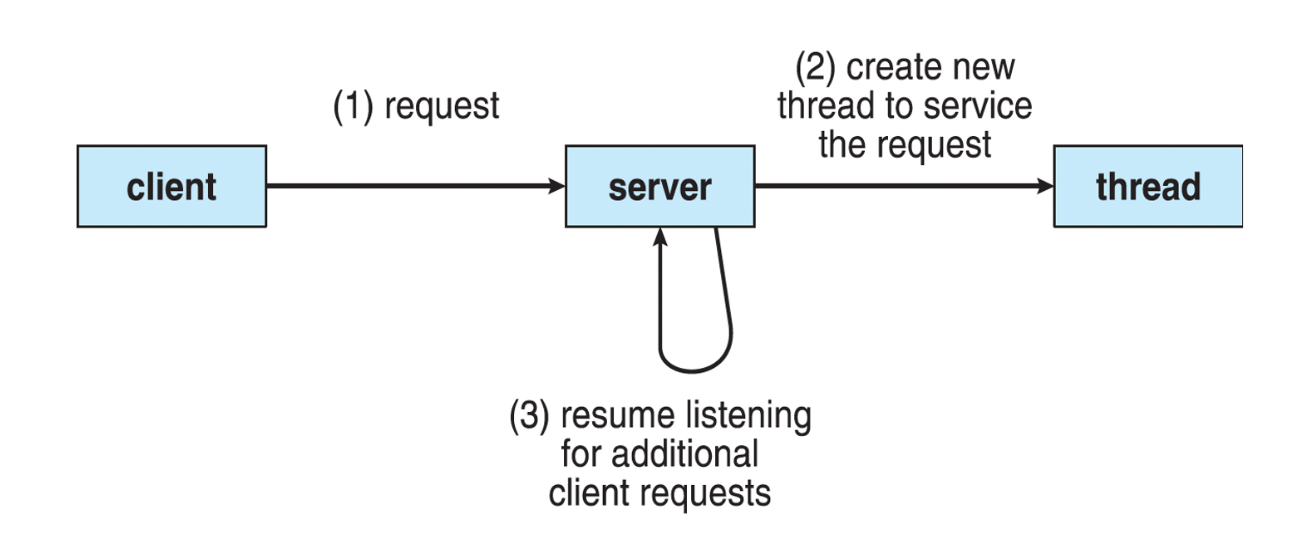 (1) request
(2) create new
thread to service
the request
client
server
thread
(3) resume listening
for additional
client requests